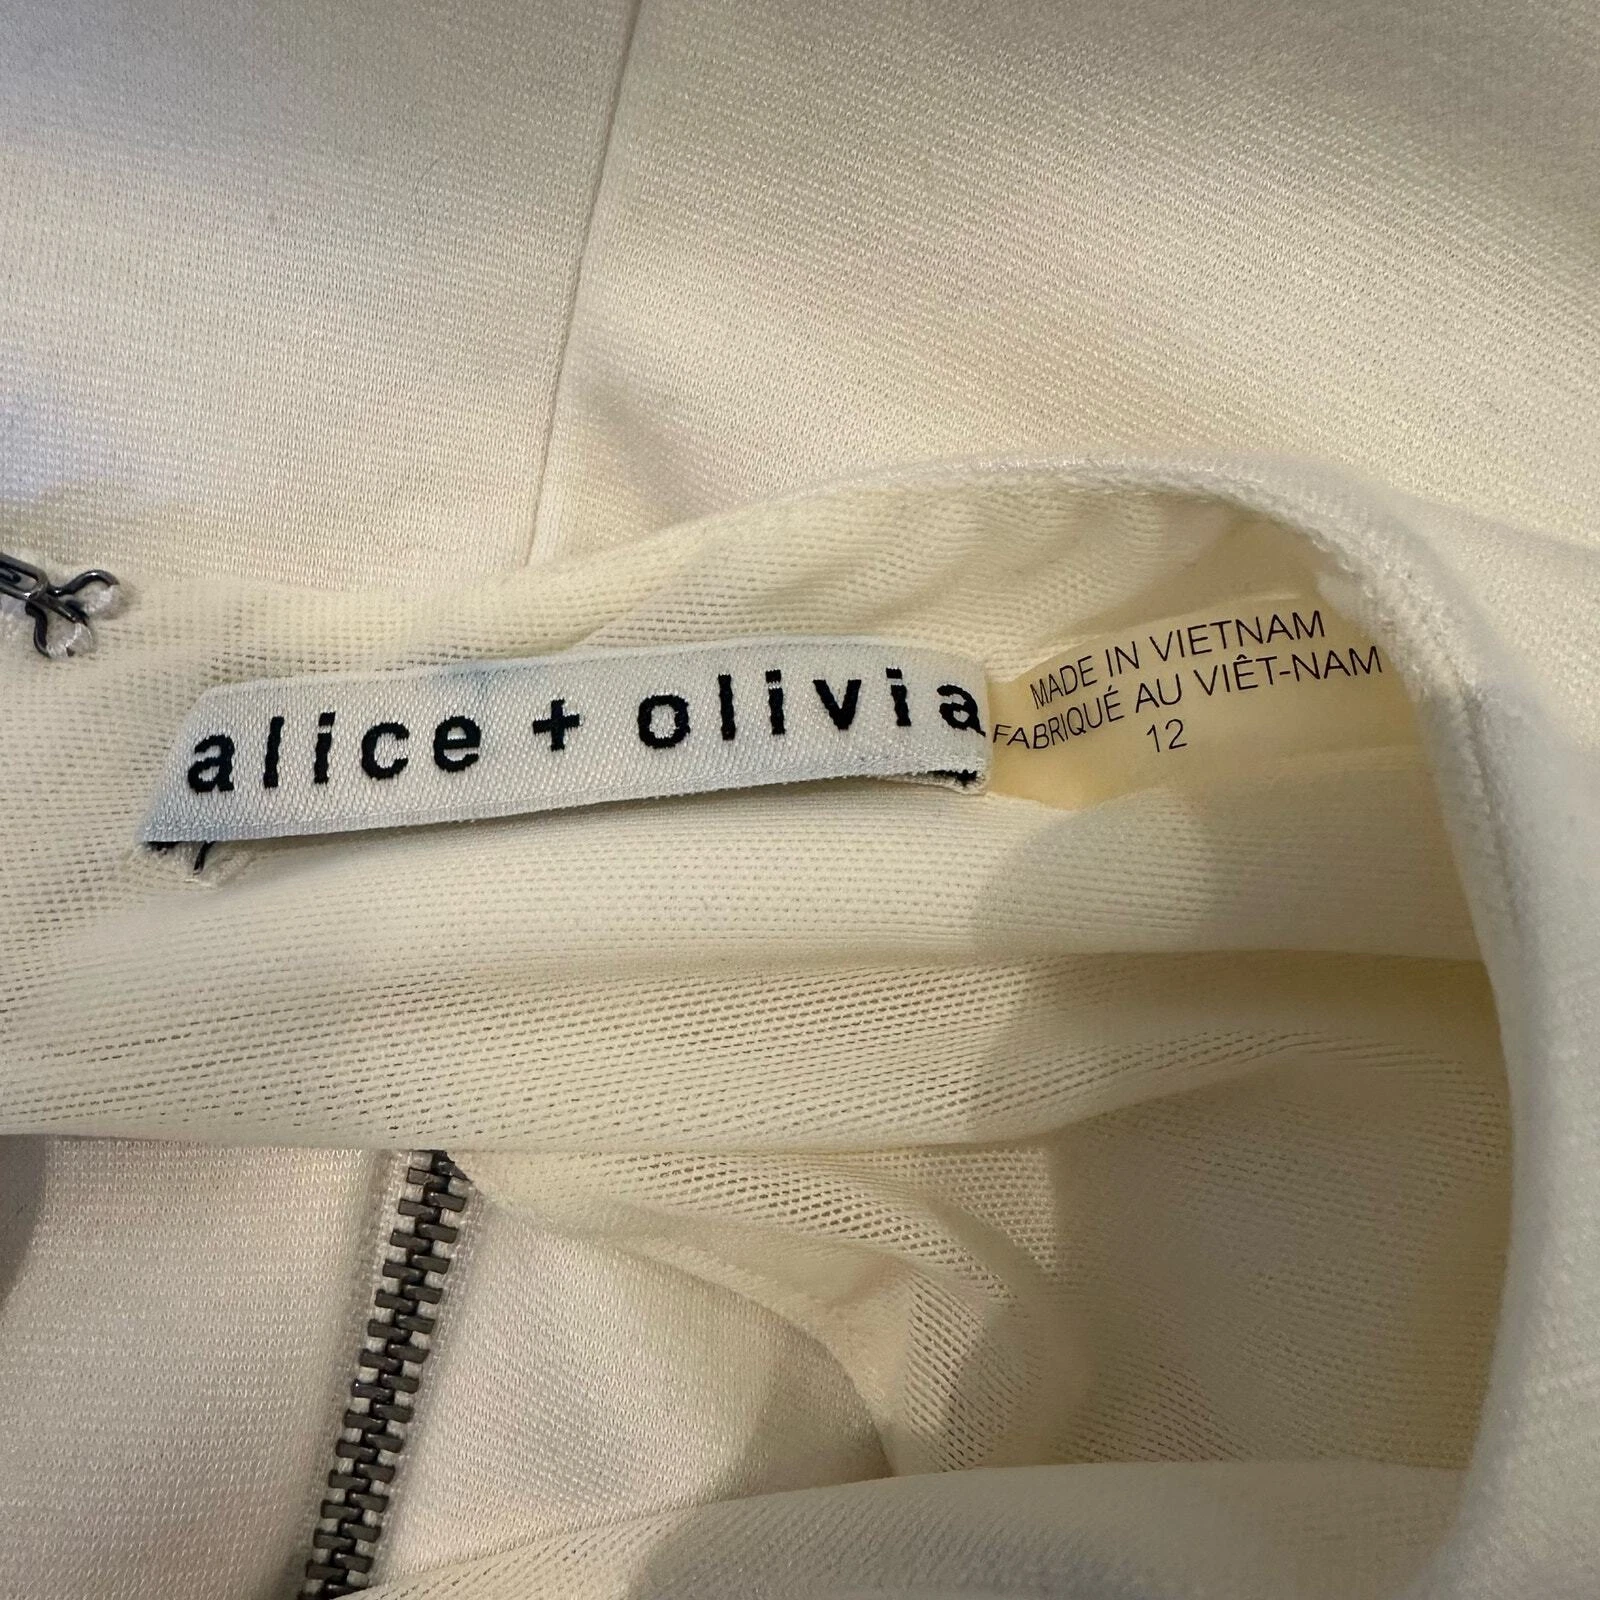 alice + olivia
MADE IN VIETNAM
FABRIQUÉ AU VIÊT-NAM
12